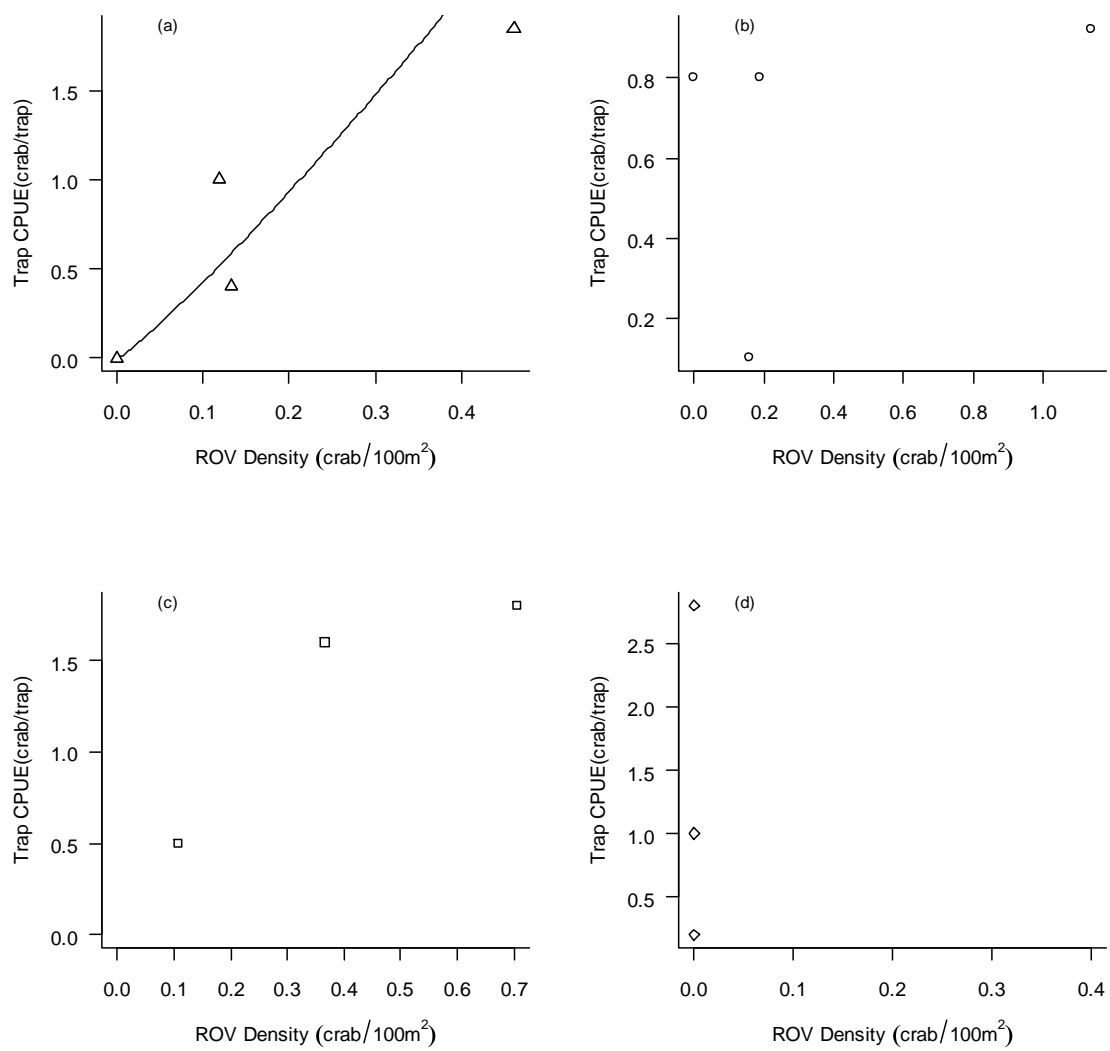 (a)
Trap CPUE(crab/trap)
1.5
1.0
0.5
0.0
0.0 0.1 0.2 0.3 0.4
ROV Density (crab/100m²)
(b)
Trap CPUE(crab/trap)
0.8
0.6
0.4
0.2
0.0 0.2 0.4 0.6 0.8 1.0
ROV Density (crab/100m²)
(c)
Trap CPUE(crab/trap)
1.5
1.0
0.5
0.0
0.0 0.1 0.2 0.3 0.4 0.5 0.6 0.7
ROV Density (crab/100m²)
(d)
Trap CPUE(crab/trap)
2.5
2.0
1.5
1.0
0.5
0.0 0.1 0.2 0.3 0.4
ROV Density (crab/100m²)